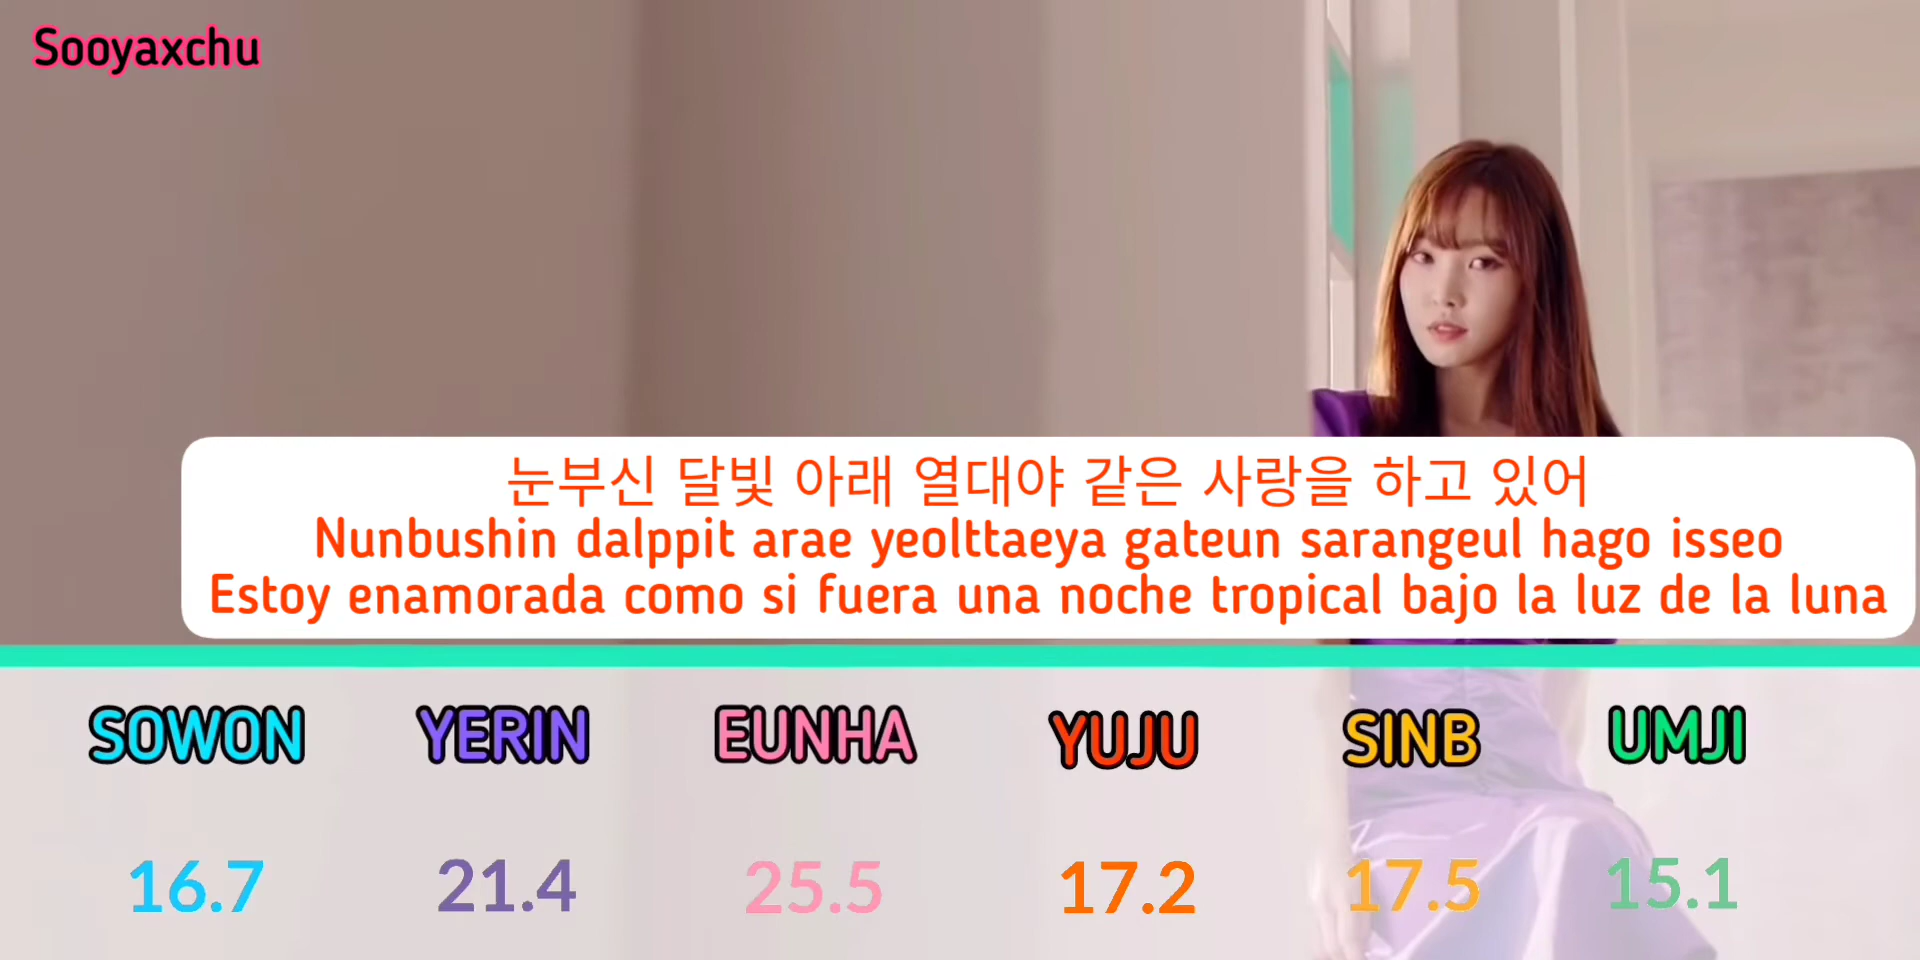 Sooyaxchu
눈부신 달빛 아래 열대야 같은 사랑을 하고 있어
Nunbushin dalppit arae yeolttaeya gateun sarangeul hago isseo
Estoy enamorada como si fuera una noche tropical bajo la luz de la luna
SOWON YERIN EUNHA YUJU SINB UMJI
16.7 21.4 25.5 17.2 17.5 15.1